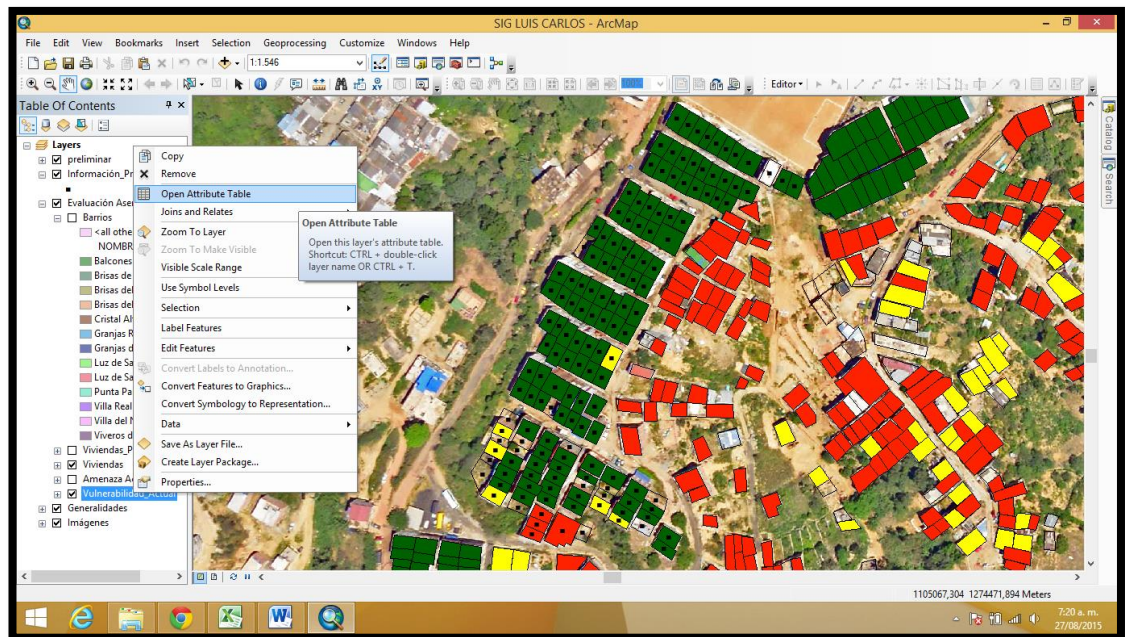 SIG LUIS CARLOS - ArcMap
File Edit View Bookmarks Insert Selection Geoprocessing Customize Windows Help
1:1.546
100%
Editor
Table Of Contents
Layers
preliminar
Información_Pr
Evaluación Ase
Barrios
<all othe
NOMBR
Balcones
Brisas de
Brisas del
Brisas del
Cristal Al
Granjas R
Granjas d
Luz de Sa
Luz de Sa
Punta Pa
Villa Real
Villa del N
Viveros d
Viviendas_P
Viviendas
Amenaza A
Vulnerabilidad_Actual
Generalidades
Imágenes
Copy
Remove
Open Attribute Table
Joins and Relates
Zoom To Layer
Zoom To Make Visible
Visible Scale Range
Use Symbol Levels
Selection
Label Features
Edit Features
Convert Labels to Annotation...
Convert Features to Graphics...
Convert Symbology to Representation...
Data
Save As Layer File...
Create Layer Package...
Properties...
Open Attribute Table
Open this layer's attribute table.
Shortcut: CTRL + double-click
layer name OR CTRL + T.
Catalog
Search
1105067,304 1274471,894 Meters
7:20 a. m.
27/08/2015